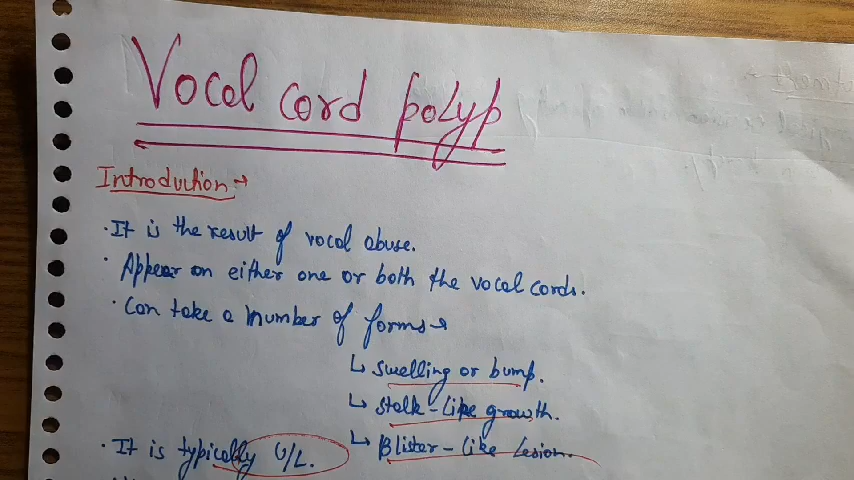 Vocal cord polyp
Introduction →
· It is the result of vocal abuse.
· Appear on either one or both the vocal cords.
· Can take a number of forms →
↳ swelling or bump.
↳ stalk-like growth.
↳ Blister-like lesion.
· It is typically U/L.